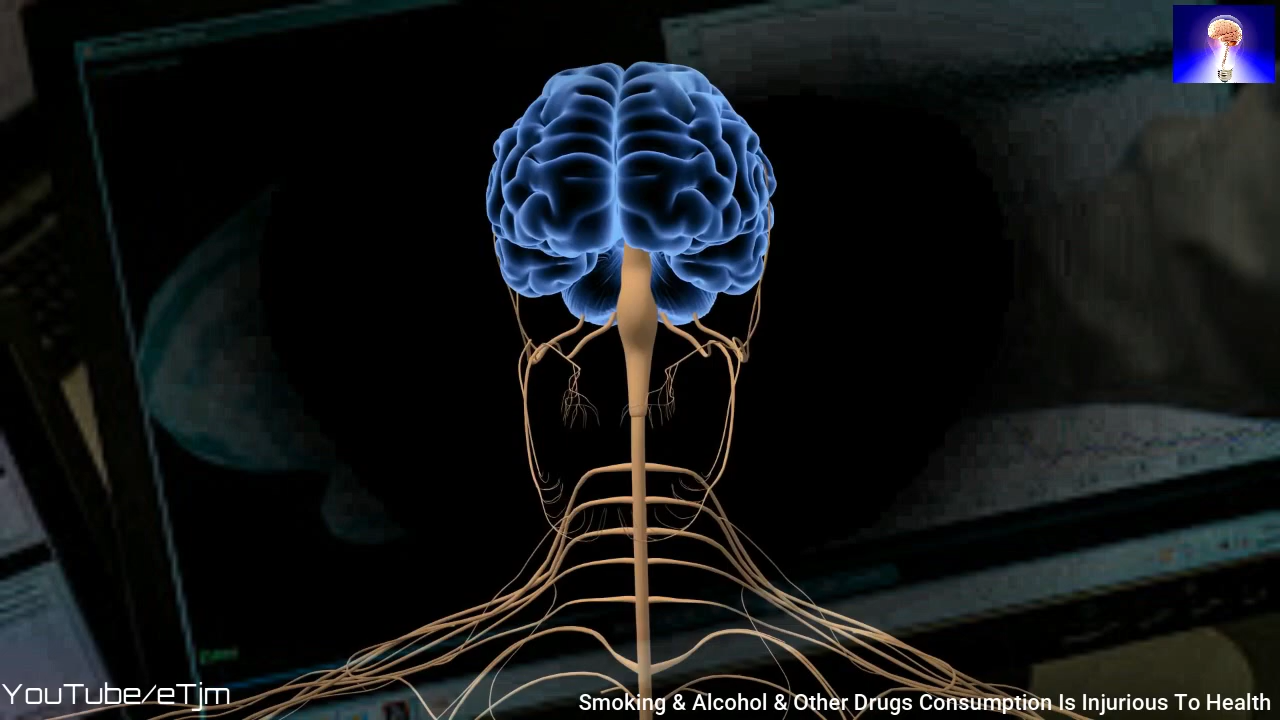 YouTube/eTjm
Smoking & Alcohol & Other Drugs Consumption Is Injurious To Health